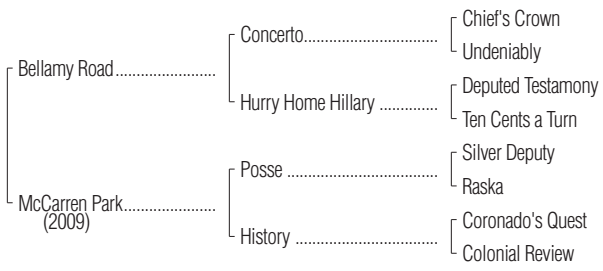 Chief's Crown
Concerto
Undeniably
Bellamy Road
Deputed Testamony
Hurry Home Hillary
Ten Cents a Turn
Silver Deputy
Posse
Raska
McCarren Park
(2009)
Coronado's Quest
History
Colonial Review